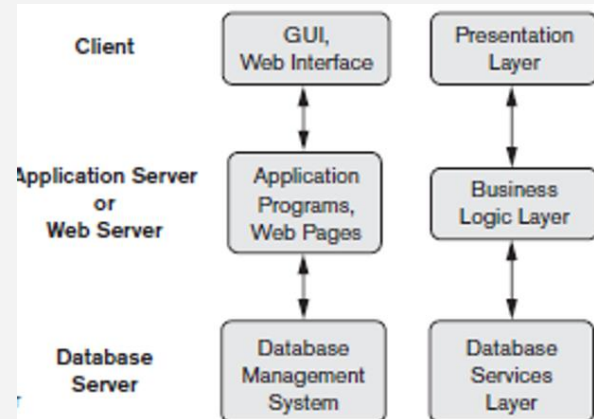 Client
GUI,
Web Interface
Presentation
Layer
Application Server
or
Web Server
Application
Programs,
Web Pages
Business
Logic Layer
Database
Server
Database
Management
System
Database
Services
Layer